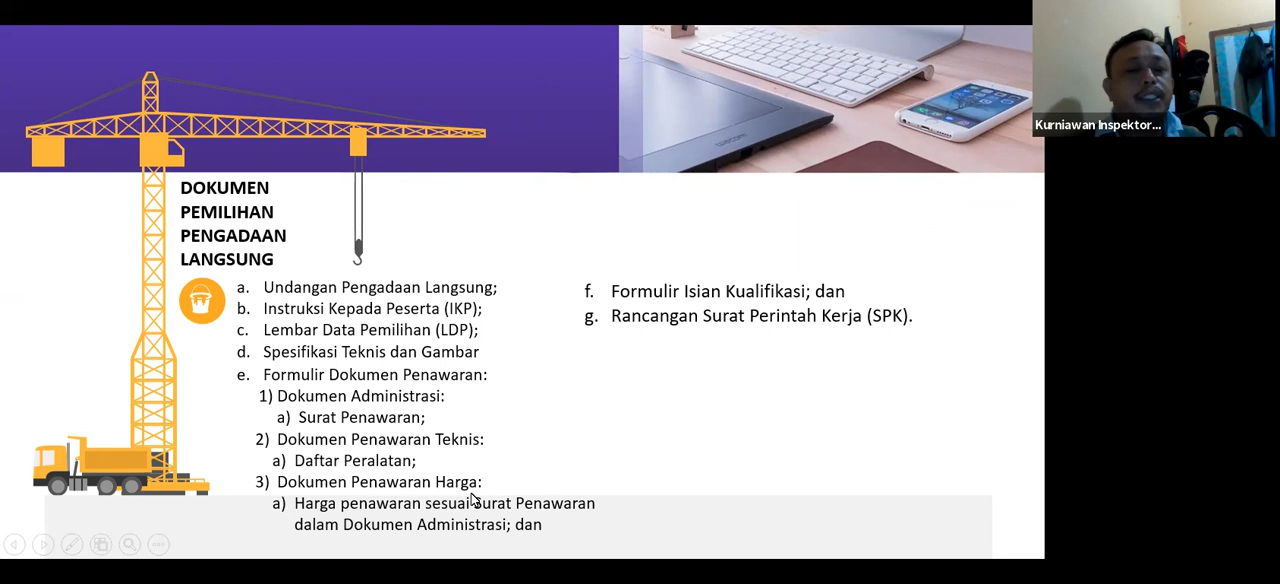 Kurniawan Inspektor...
DOKUMEN
PEMILIHAN
PENGADAAN
LANGSUNG
a. Undangan Pengadaan Langsung;
b. Instruksi Kepada Peserta (IKP);
c. Lembar Data Pemilihan (LDP);
d. Spesifikasi Teknis dan Gambar
e. Formulir Dokumen Penawaran:
1) Dokumen Administrasi:
a) Surat Penawaran;
2) Dokumen Penawaran Teknis:
a) Daftar Peralatan;
3) Dokumen Penawaran Harga:
a) Harga penawaran sesuai Surat Penawaran
dalam Dokumen Administrasi; dan
f. Formulir Isian Kualifikasi; dan
g. Rancangan Surat Perintah Kerja (SPK).